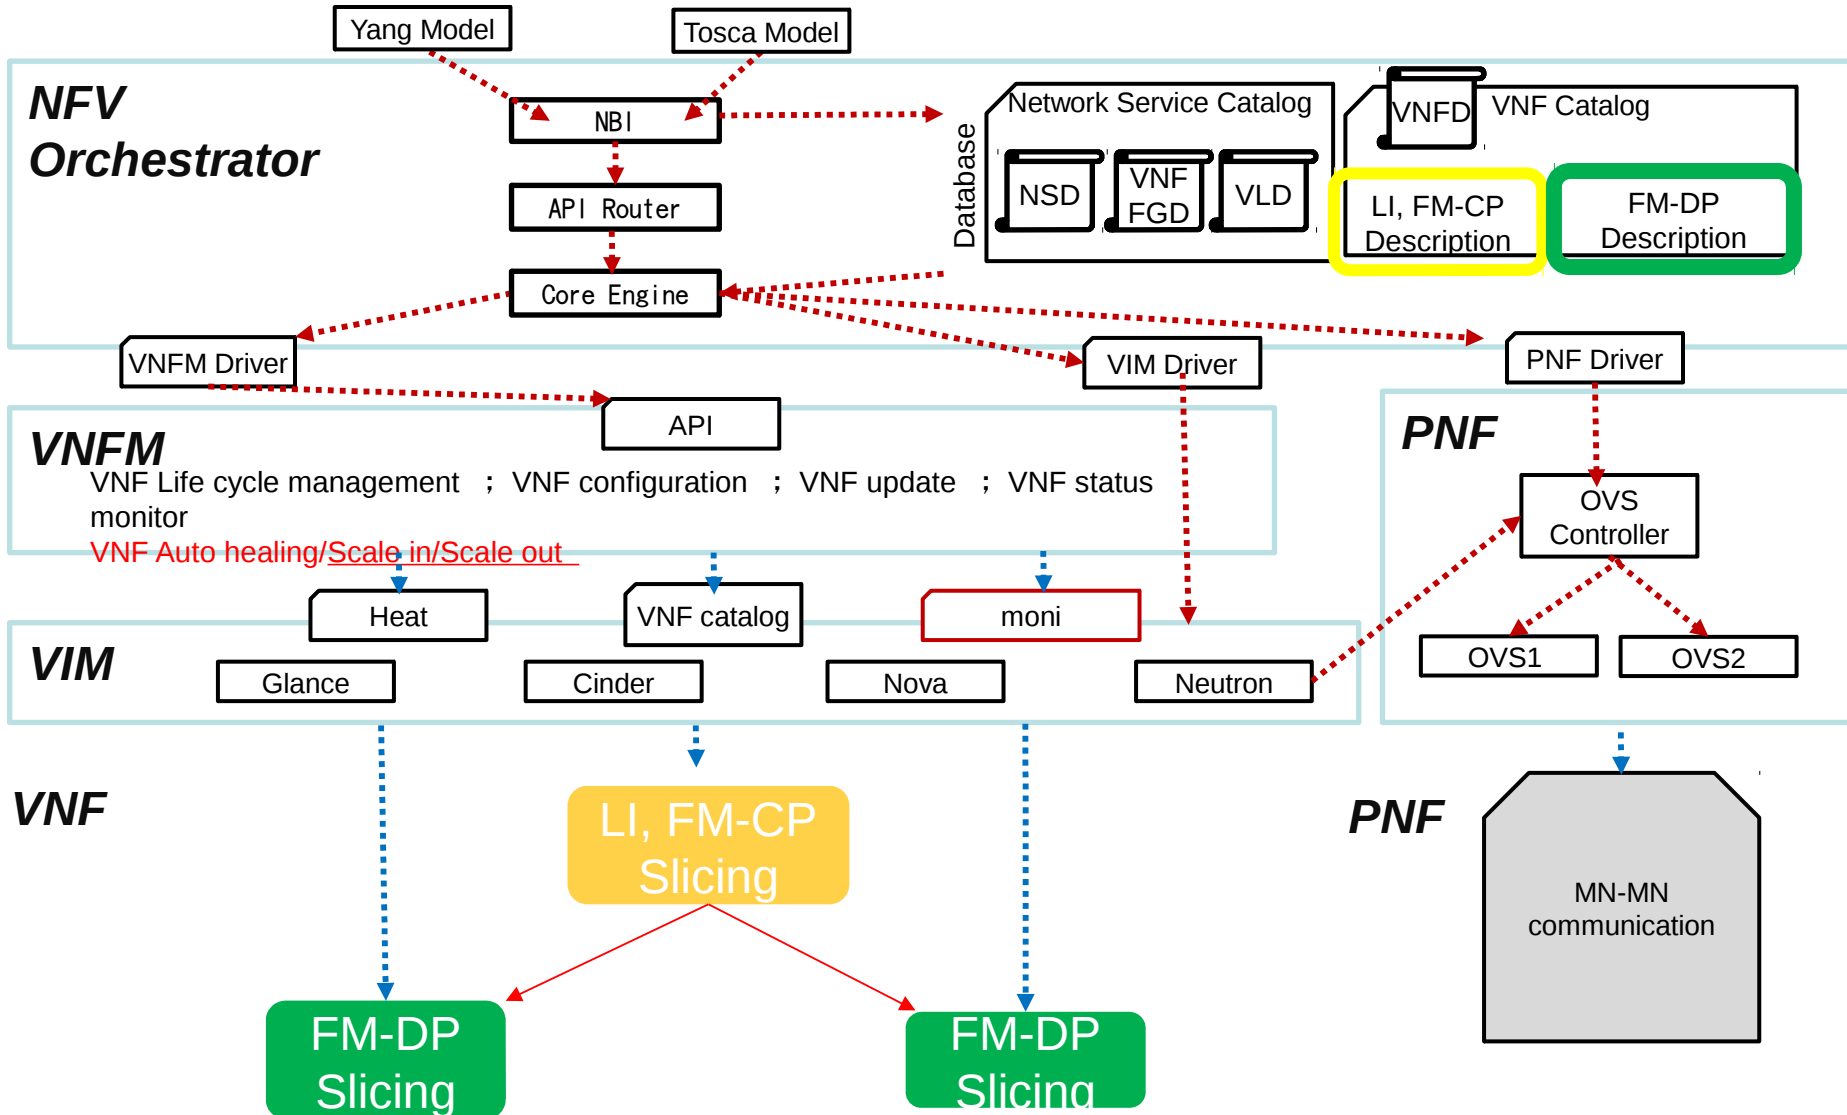 Yang Model
Tosca Model
NFV
Orchestrator
NBI
API Router
Core Engine
Database
Network Service Catalog
NSD
VNF
FGD
VLD
VNFD
VNF Catalog
LI, FM-CP
Description
FM-DP
Description
VNFM Driver
VIM Driver
PNF Driver
VNFM
API
VNF Life cycle management ； VNF configuration ； VNF update ； VNF status
monitor
VNF Auto healing/Scale in/Scale out
PNF
OVS
Controller
OVS1
OVS2
Heat
VNF catalog
moni
VIM
Glance
Cinder
Nova
Neutron
VNF
LI, FM-CP
Slicing
FM-DP
Slicing
FM-DP
Slicing
PNF
MN-MN
communication